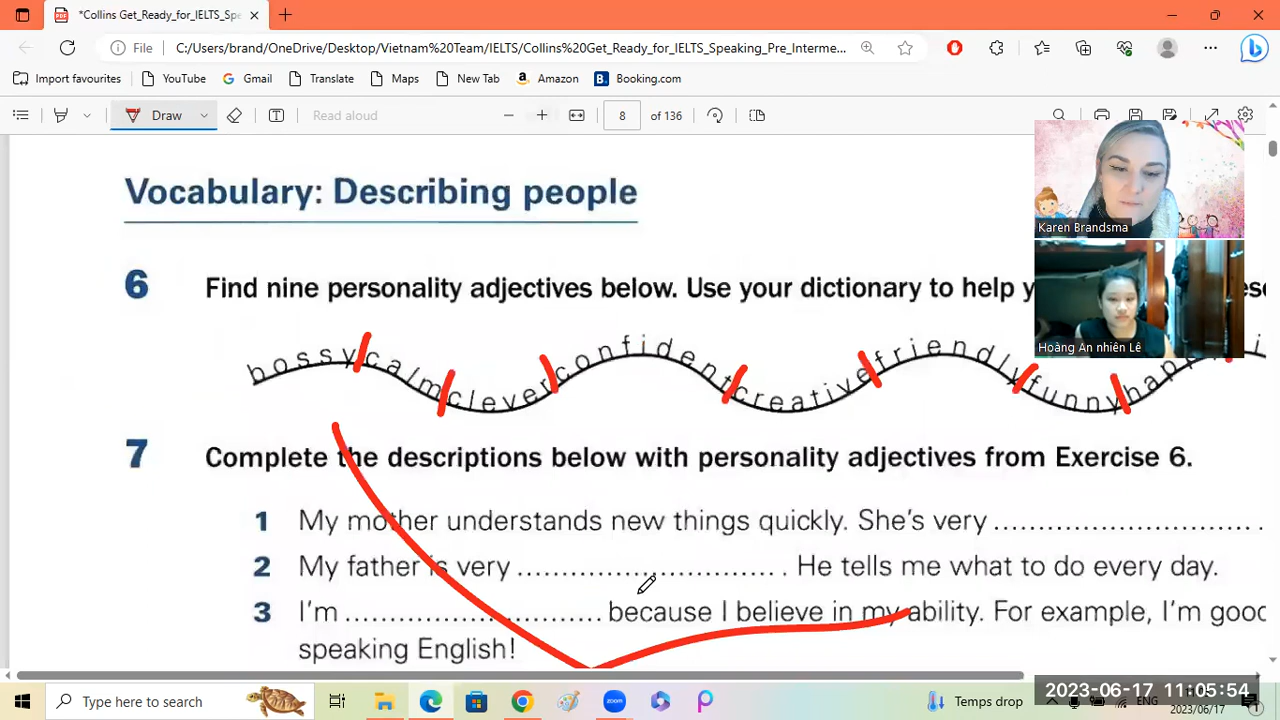 *Collins Get_Ready_for_IELTS_Spe
File C:/Users/brand/OneDrive/Desktop/Vietnam%20Team/IELTS/Collins%20Get_Ready_for_IELTS_Speaking_Pre_Interme...
Import favourites YouTube Gmail Translate Maps New Tab Amazon Booking.com
Draw Read aloud 8 of 136
Vocabulary: Describing people
Karen Brandsma
6 Find nine personality adjectives below. Use your dictionary to help y
Hoàng An nhiên Lê
bossycalmcleverconfidentcreativefriendlyfunnyhap
7 Complete the descriptions below with personality adjectives from Exercise 6.
1 My mother understands new things quickly. She's very ............................ .
2 My father is very ............................ . He tells me what to do every day.
3 I'm ............................ because I believe in my ability. For example, I'm good
speaking English!
Type here to search Temps drop ENG
2023-06-17 11:05:54
2023/06/17